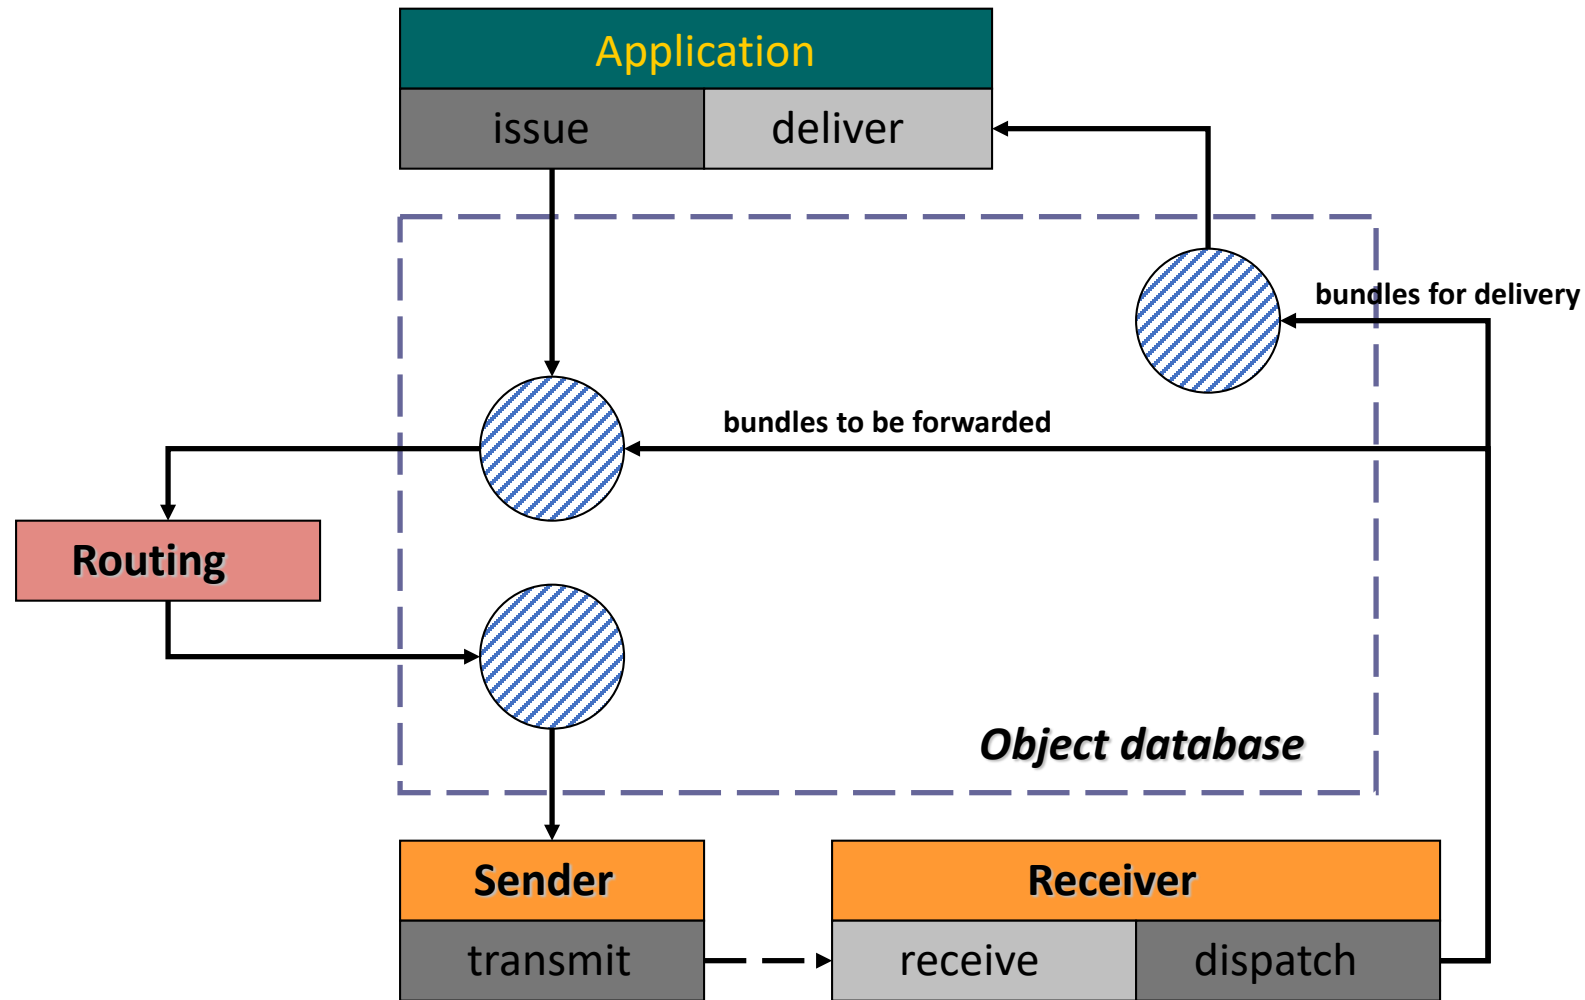 Application
issue
deliver
bundles for delivery
bundles to be forwarded
Routing
Object database
Sender
Receiver
transmit
receive
dispatch